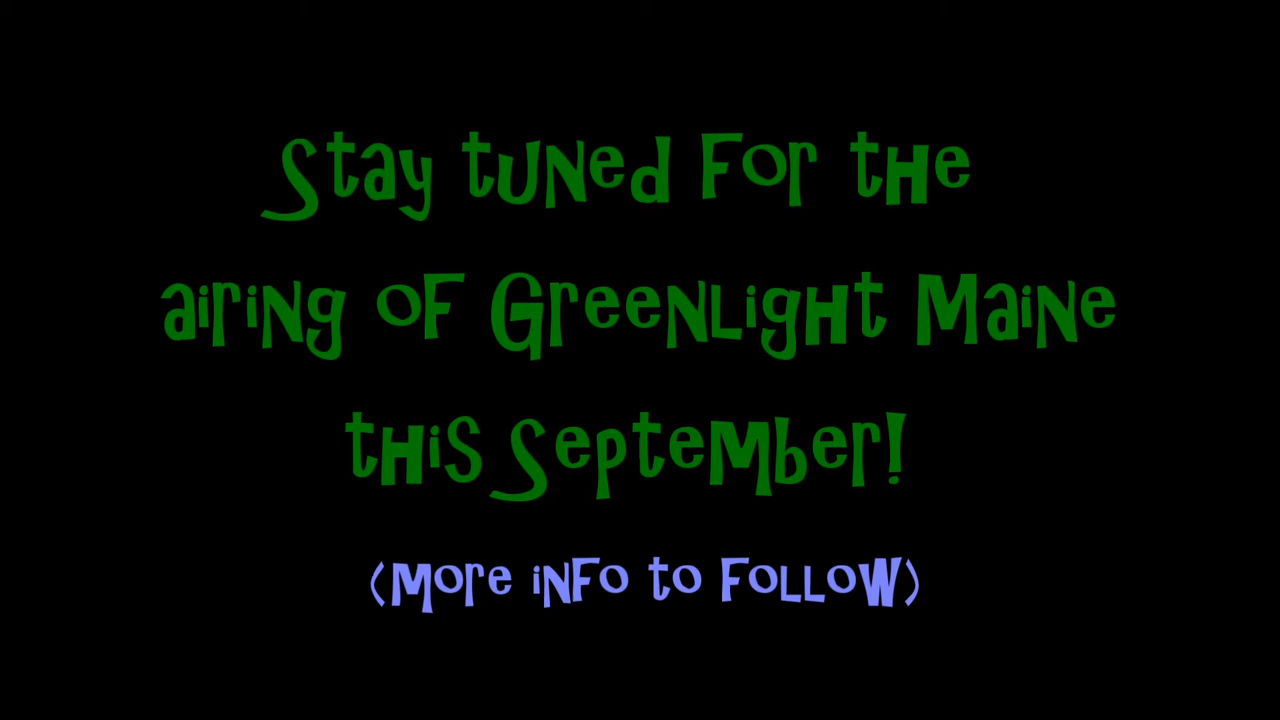 Stay tuned for the
airing of Greenlight Maine
this September!
(More info to follow)